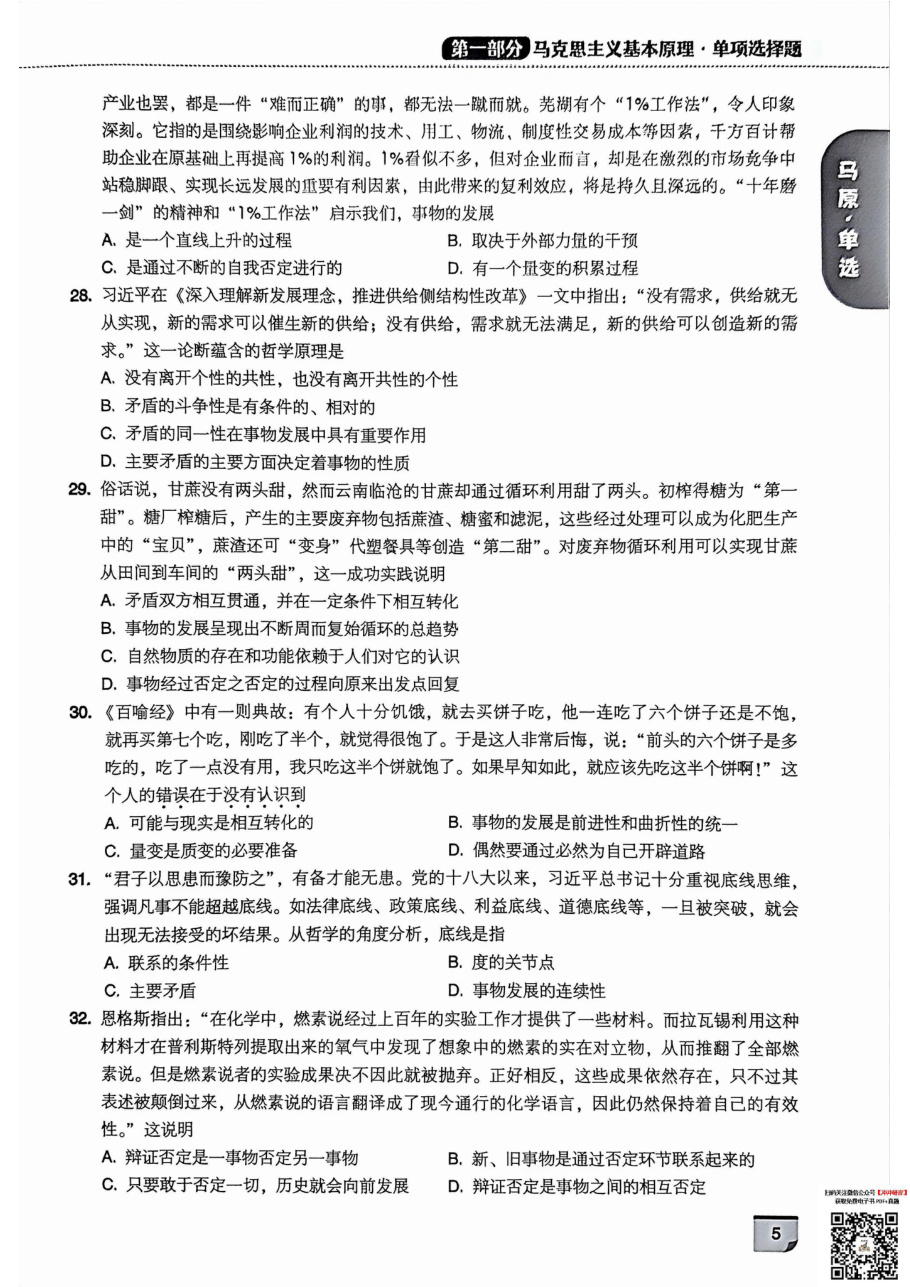 第一部分 马克思主义基本原理·单项选择题
产业也罢，都是一件“难而正确”的事，都无法一蹴而就。芜湖有个“1%工作法”，令人印象
深刻。它指的是围绕影响企业利润的技术、用工、物流、制度性交易成本等因素，千方百计帮
助企业在原基础上再提高1%的利润。1%看似不多，但对企业而言，却是在激烈的市场竞争中
站稳脚跟、实现长远发展的重要有利因素，由此带来的复利效应，将是持久且深远的。“十年磨
一剑”的精神和“1%工作法”启示我们，事物的发展
A. 是一个直线上升的过程 B. 取决于外部力量的干预
C. 是通过不断的自我否定进行的 D. 有一个量变的积累过程
28. 习近平在《深入理解新发展理念，推进供给侧结构性改革》一文中指出：“没有需求，供给就无
从实现，新的需求可以催生新的供给；没有供给，需求就无法满足，新的供给可以创造新的需
求。”这一论断蕴含的哲学原理是
A. 没有离开个性的共性，也没有离开共性的个性
B. 矛盾的斗争性是有条件的、相对的
C. 矛盾的同一性在事物发展中具有重要作用
D. 主要矛盾的主要方面决定着事物的性质
29. 俗话说，甘蔗没有两头甜，然而云南临沧的甘蔗却通过循环利用甜了两头。初榨得糖为“第一
甜”。糖厂榨糖后，产生的主要废弃物包括蔗渣、糖蜜和滤泥，这些经过处理可以成为化肥生产
中的“宝贝”，蔗渣还可“变身”代塑餐具等创造“第二甜”。对废弃物循环利用可以实现甘蔗
从田间到车间的“两头甜”，这一成功实践说明
A. 矛盾双方相互贯通，并在一定条件下相互转化
B. 事物的发展呈现出不断周而复始循环的总趋势
C. 自然物质的存在和功能依赖于人们对它的认识
D. 事物经过否定之否定的过程向原来出发点回复
30. 《百喻经》中有一则典故：有个人十分饥饿，就去买饼子吃，他一连吃了六个饼子还是不饱，
就再买第七个吃，刚吃了半个，就觉得很饱了。于是这人非常后悔，说：“前头的六个饼子是多
吃的，吃了一点没有用，我只吃这半个饼就饱了。如果早知如此，就应该先吃这半个饼啊！”这
个人的错误在于没有认识到
A. 可能与现实是相互转化的 B. 事物的发展是前进性和曲折性的统一
C. 量变是质变的必要准备 D. 偶然要通过必然为自己开辟道路
31. “君子以思患而豫防之”，有备才能无患。党的十八大以来，习近平总书记十分重视底线思维，
强调凡事不能超越底线。如法律底线、政策底线、利益底线、道德底线等，一旦被突破，就会
出现无法接受的坏结果。从哲学的角度分析，底线是指
A. 联系的条件性 B. 度的关节点
C. 主要矛盾 D. 事物发展的连续性
32. 恩格斯指出：“在化学中，燃素说经过上百年的实验工作才提供了一些材料。而拉瓦锡利用这种
材料才在普利斯特列提取出来的氧气中发现了想象中的燃素的实在对立物，从而推翻了全部燃
素说。但是燃素说者的实验成果决不因此就被抛弃。正好相反，这些成果依然存在，只不过其
表述被颠倒过来，从燃素说的语言翻译成了现今通行的化学语言，因此仍然保持着自己的有效
性。”这说明
A. 辩证否定是一事物否定另一事物 B. 新、旧事物是通过否定环节联系起来的
C. 只要敢于否定一切，历史就会向前发展 D. 辩证否定是事物之间的相互否定
马原·单选
5
扫码关注微信公众号【冲冲研资】
获取免费电子书PDF+真题